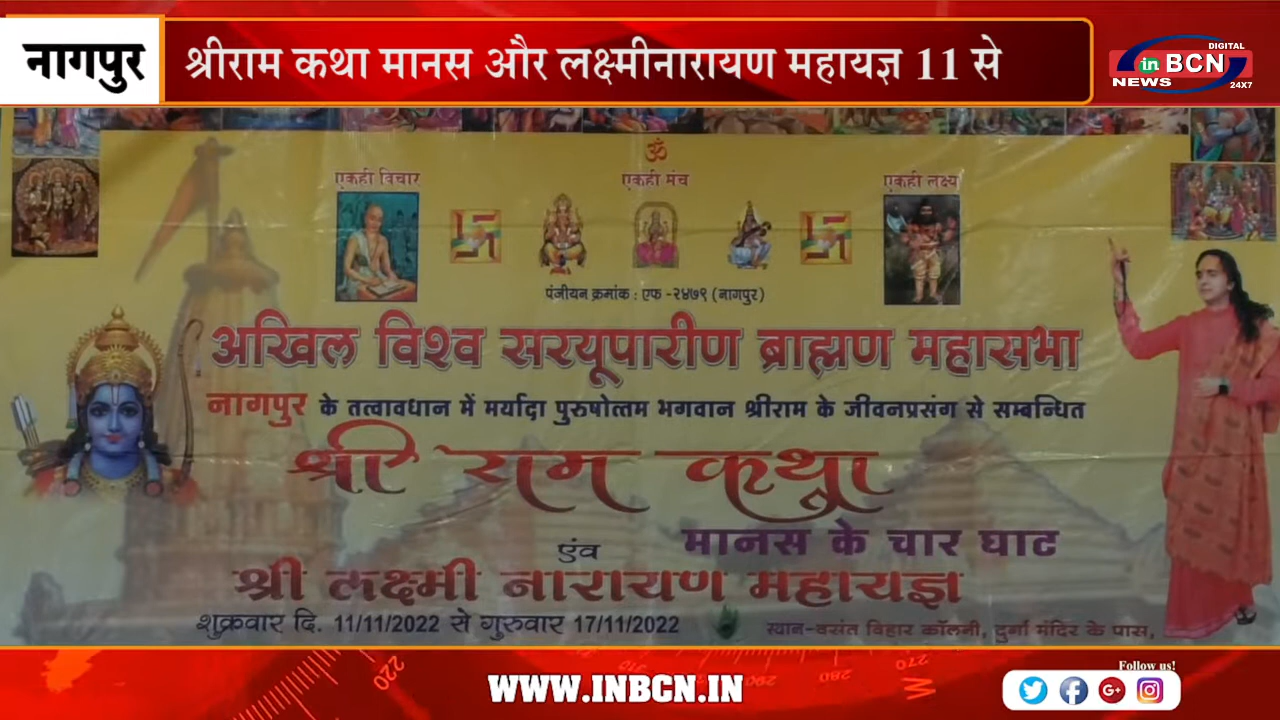 नागपुर
श्रीराम कथा मानस और लक्ष्मीनारायण महायज्ञ 11 से
DIGITAL
in BCN
NEWS
24X7
ॐ
एकही विचार
एकही मंच
एकही लक्ष्य
पंजीयन क्रमांक : एफ -२४७९ (नागपुर)
अखिल विश्व सरयूपारीण ब्राह्मण महासभा
नागपुर के तत्वावधान में मर्यादा पुरुषोत्तम भगवान श्रीराम के जीवनप्रसंग से सम्बन्धित
श्री राम कथा
मानस के चार घाट
एंव
श्री लक्ष्मी नारायण महायज्ञ
शुक्रवार दि. 11/11/2022 से गुरुवार 17/11/2022
स्थान-वसंत विहार कॉलनी, दुर्गा मंदिर के पास,
220
280
270
W
WWW.INBCN.IN
Follow us!